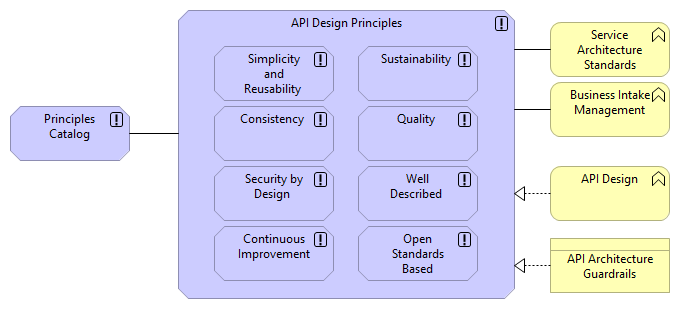 API Design Principles
Simplicity
and
Reusability
Sustainability
Consistency
Quality
Security by
Design
Well
Described
Continuous
Improvement
Open
Standards
Based
Principles
Catalog
Service
Architecture
Standards
Business Intake
Management
API Design
API Architecture
Guardrails